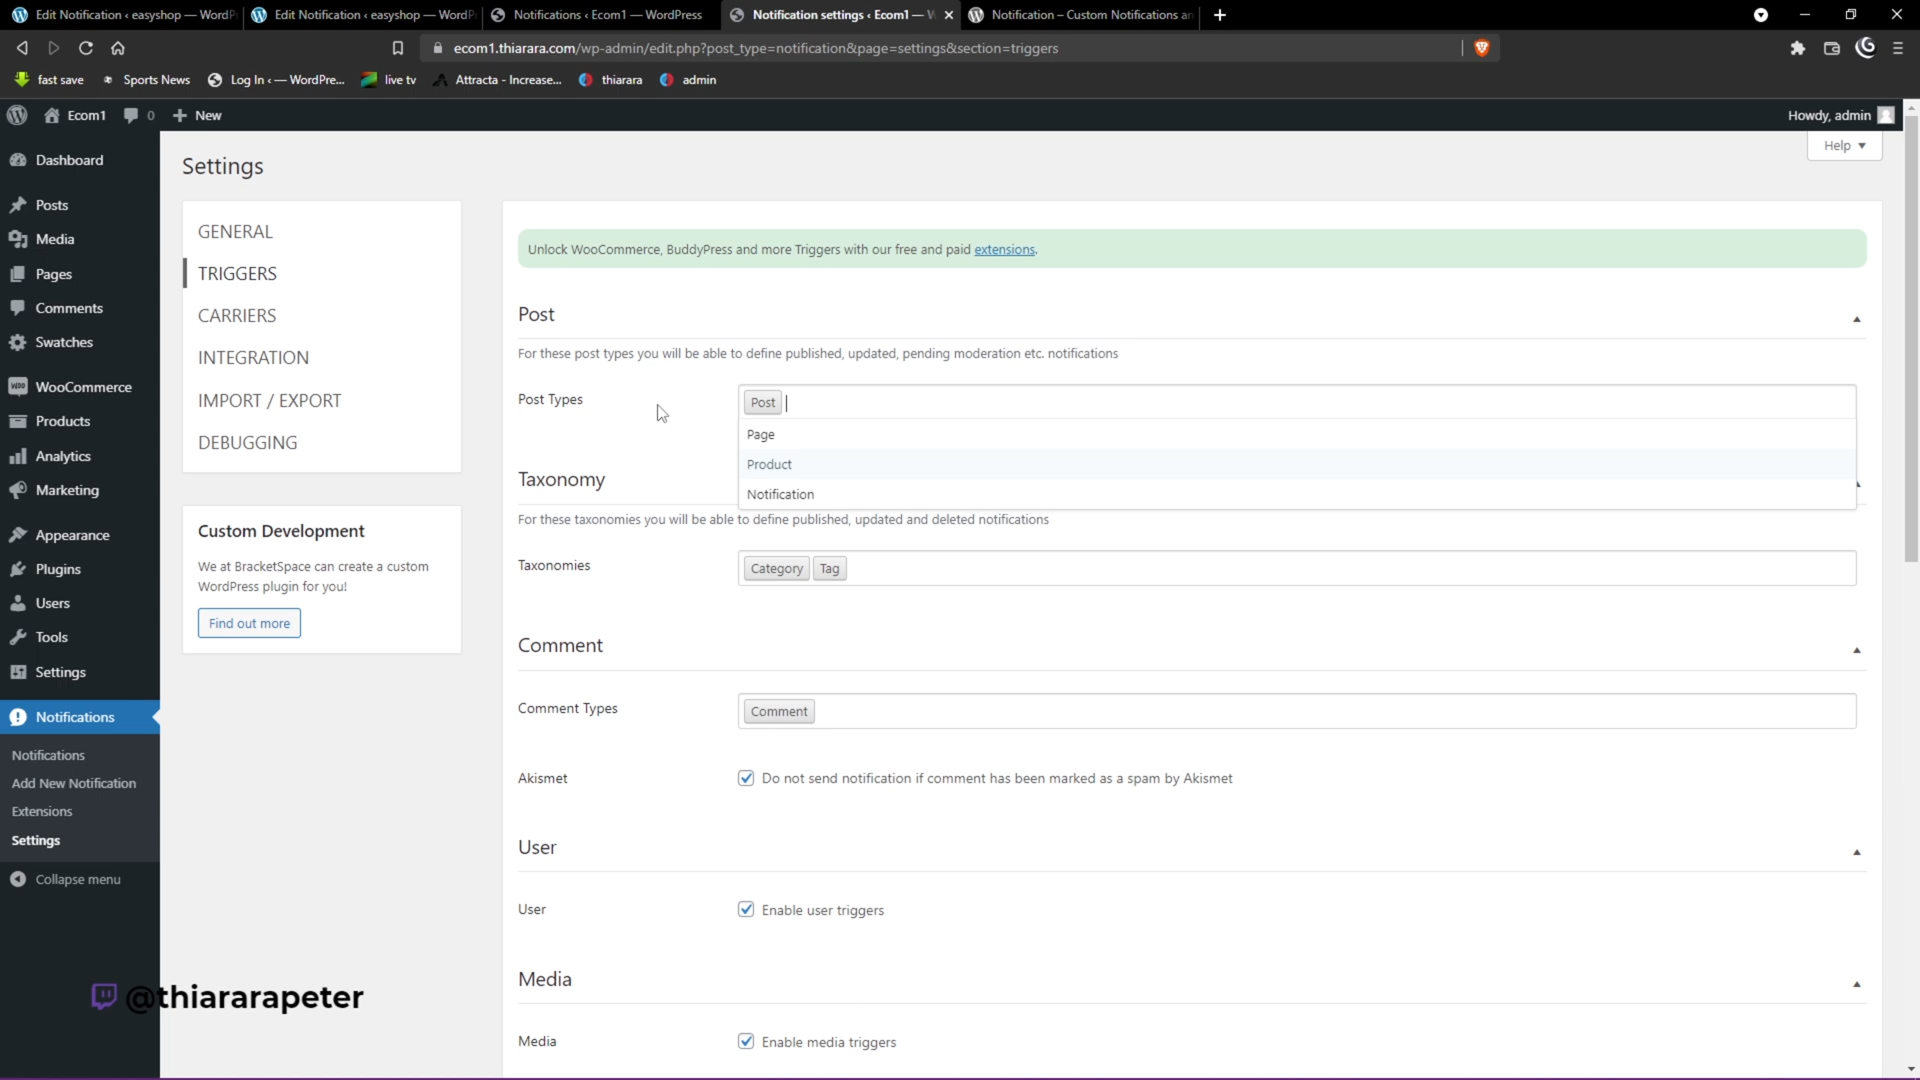 Edit Notification ‹ easyshop — WordP
Edit Notification ‹ easyshop — WordP
Notifications ‹ Ecom1 — WordPress
Notification settings ‹ Ecom1 — W
Notification – Custom Notifications an
ecom1.thiarara.com/wp-admin/edit.php?post_type=notification&page=settings&section=triggers
fast save
Sports News
Log In ‹ — WordPre...
live tv
Attracta - Increase...
thiarara
admin
Ecom1
0
New
Howdy, admin
Help
Settings
Dashboard
Posts
Media
Pages
Comments
Swatches
WooCommerce
Products
Analytics
Marketing
Appearance
Plugins
Users
Tools
Settings
Notifications
Notifications
Add New Notification
Extensions
Settings
Collapse menu
GENERAL
TRIGGERS
CARRIERS
INTEGRATION
IMPORT / EXPORT
DEBUGGING
Custom Development
We at BracketSpace can create a custom
WordPress plugin for you!
Find out more
Unlock WooCommerce, BuddyPress and more Triggers with our free and paid extensions.
Post
For these post types you will be able to define published, updated, pending moderation etc. notifications
Post Types
Post
Page
Product
Notification
Taxonomy
For these taxonomies you will be able to define published, updated and deleted notifications
Taxonomies
Category Tag
Comment
Comment Types
Comment
Akismet
Do not send notification if comment has been marked as a spam by Akismet
User
User
Enable user triggers
Media
Media
Enable media triggers
@thiararapeter